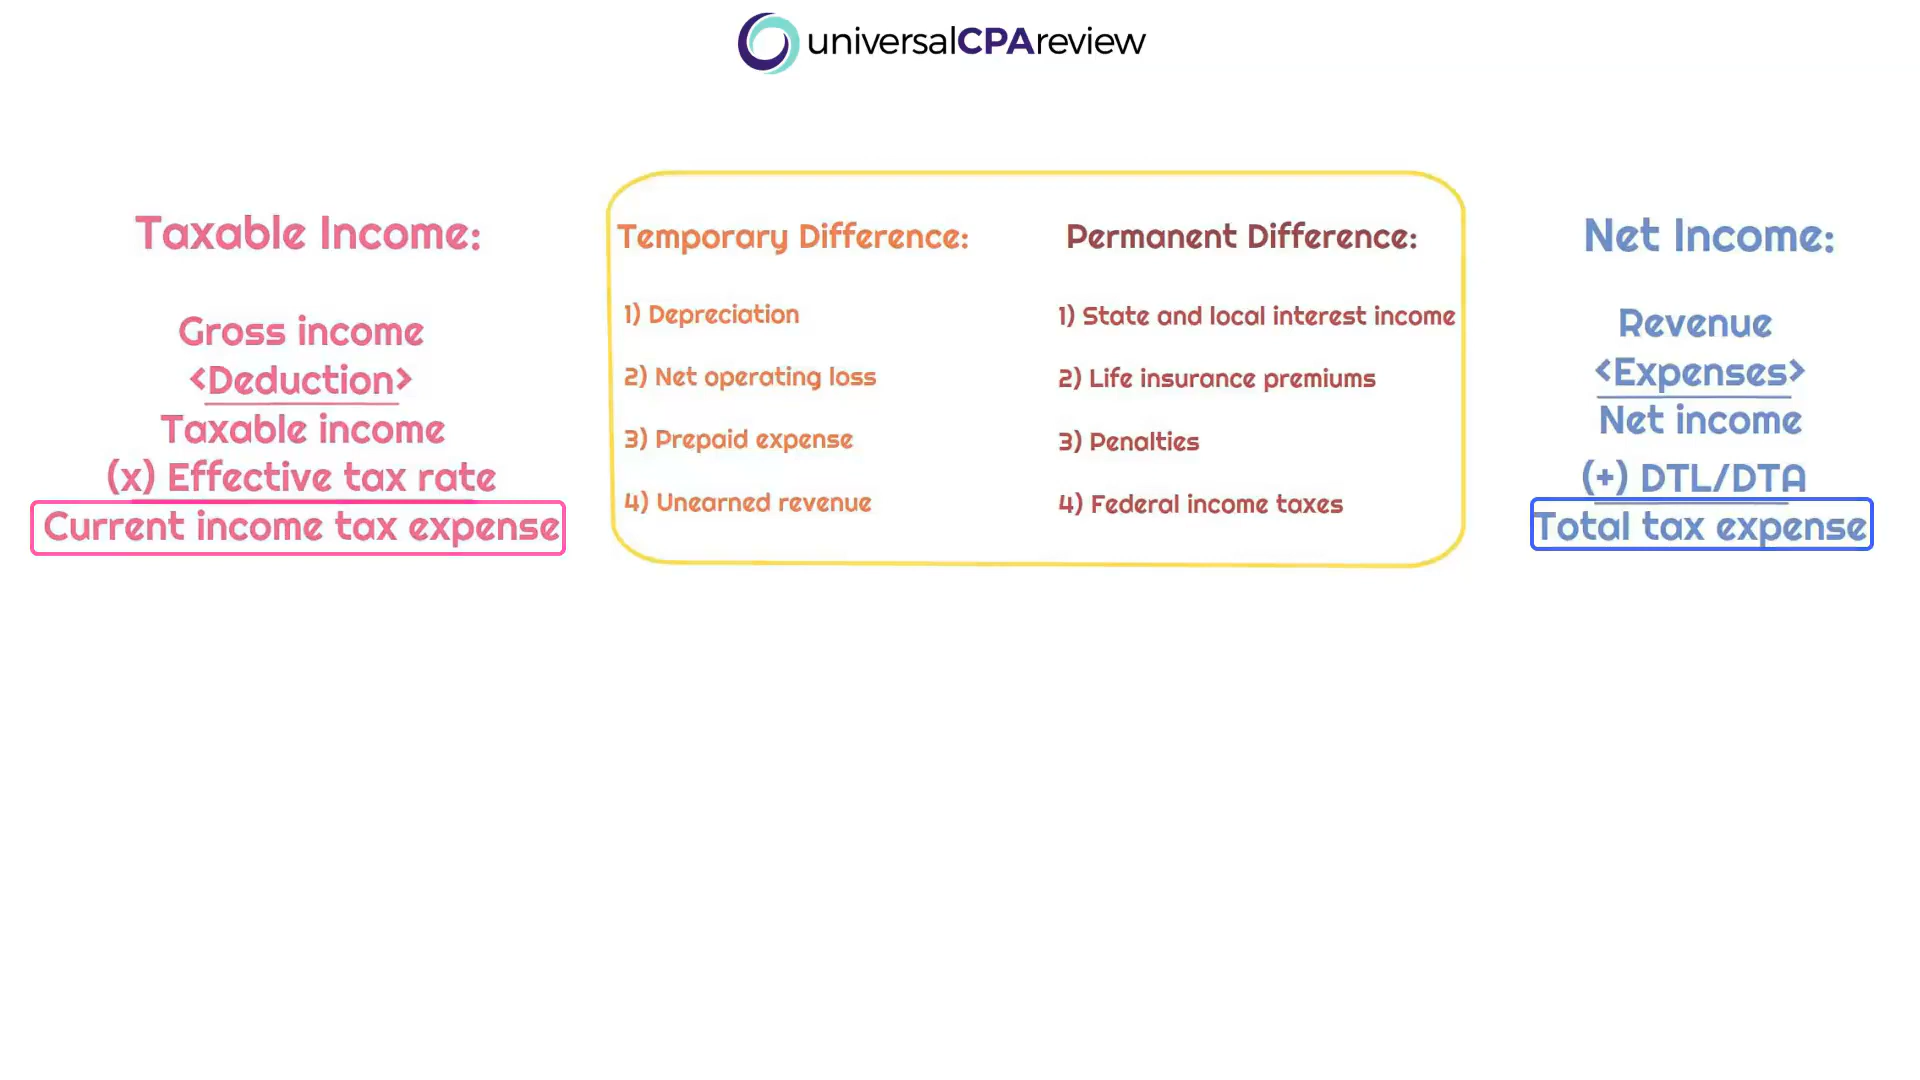 universalCPAreview
Taxable Income:
Gross income
<Deduction>
Taxable income
(x) Effective tax rate
Current income tax expense
Temporary Difference:
1) Depreciation
2) Net operating loss
3) Prepaid expense
4) Unearned revenue
Permanent Difference:
1) State and local interest income
2) Life insurance premiums
3) Penalties
4) Federal income taxes
Net Income:
Revenue
<Expenses>
Net income
(+) DTL/DTA
Total tax expense